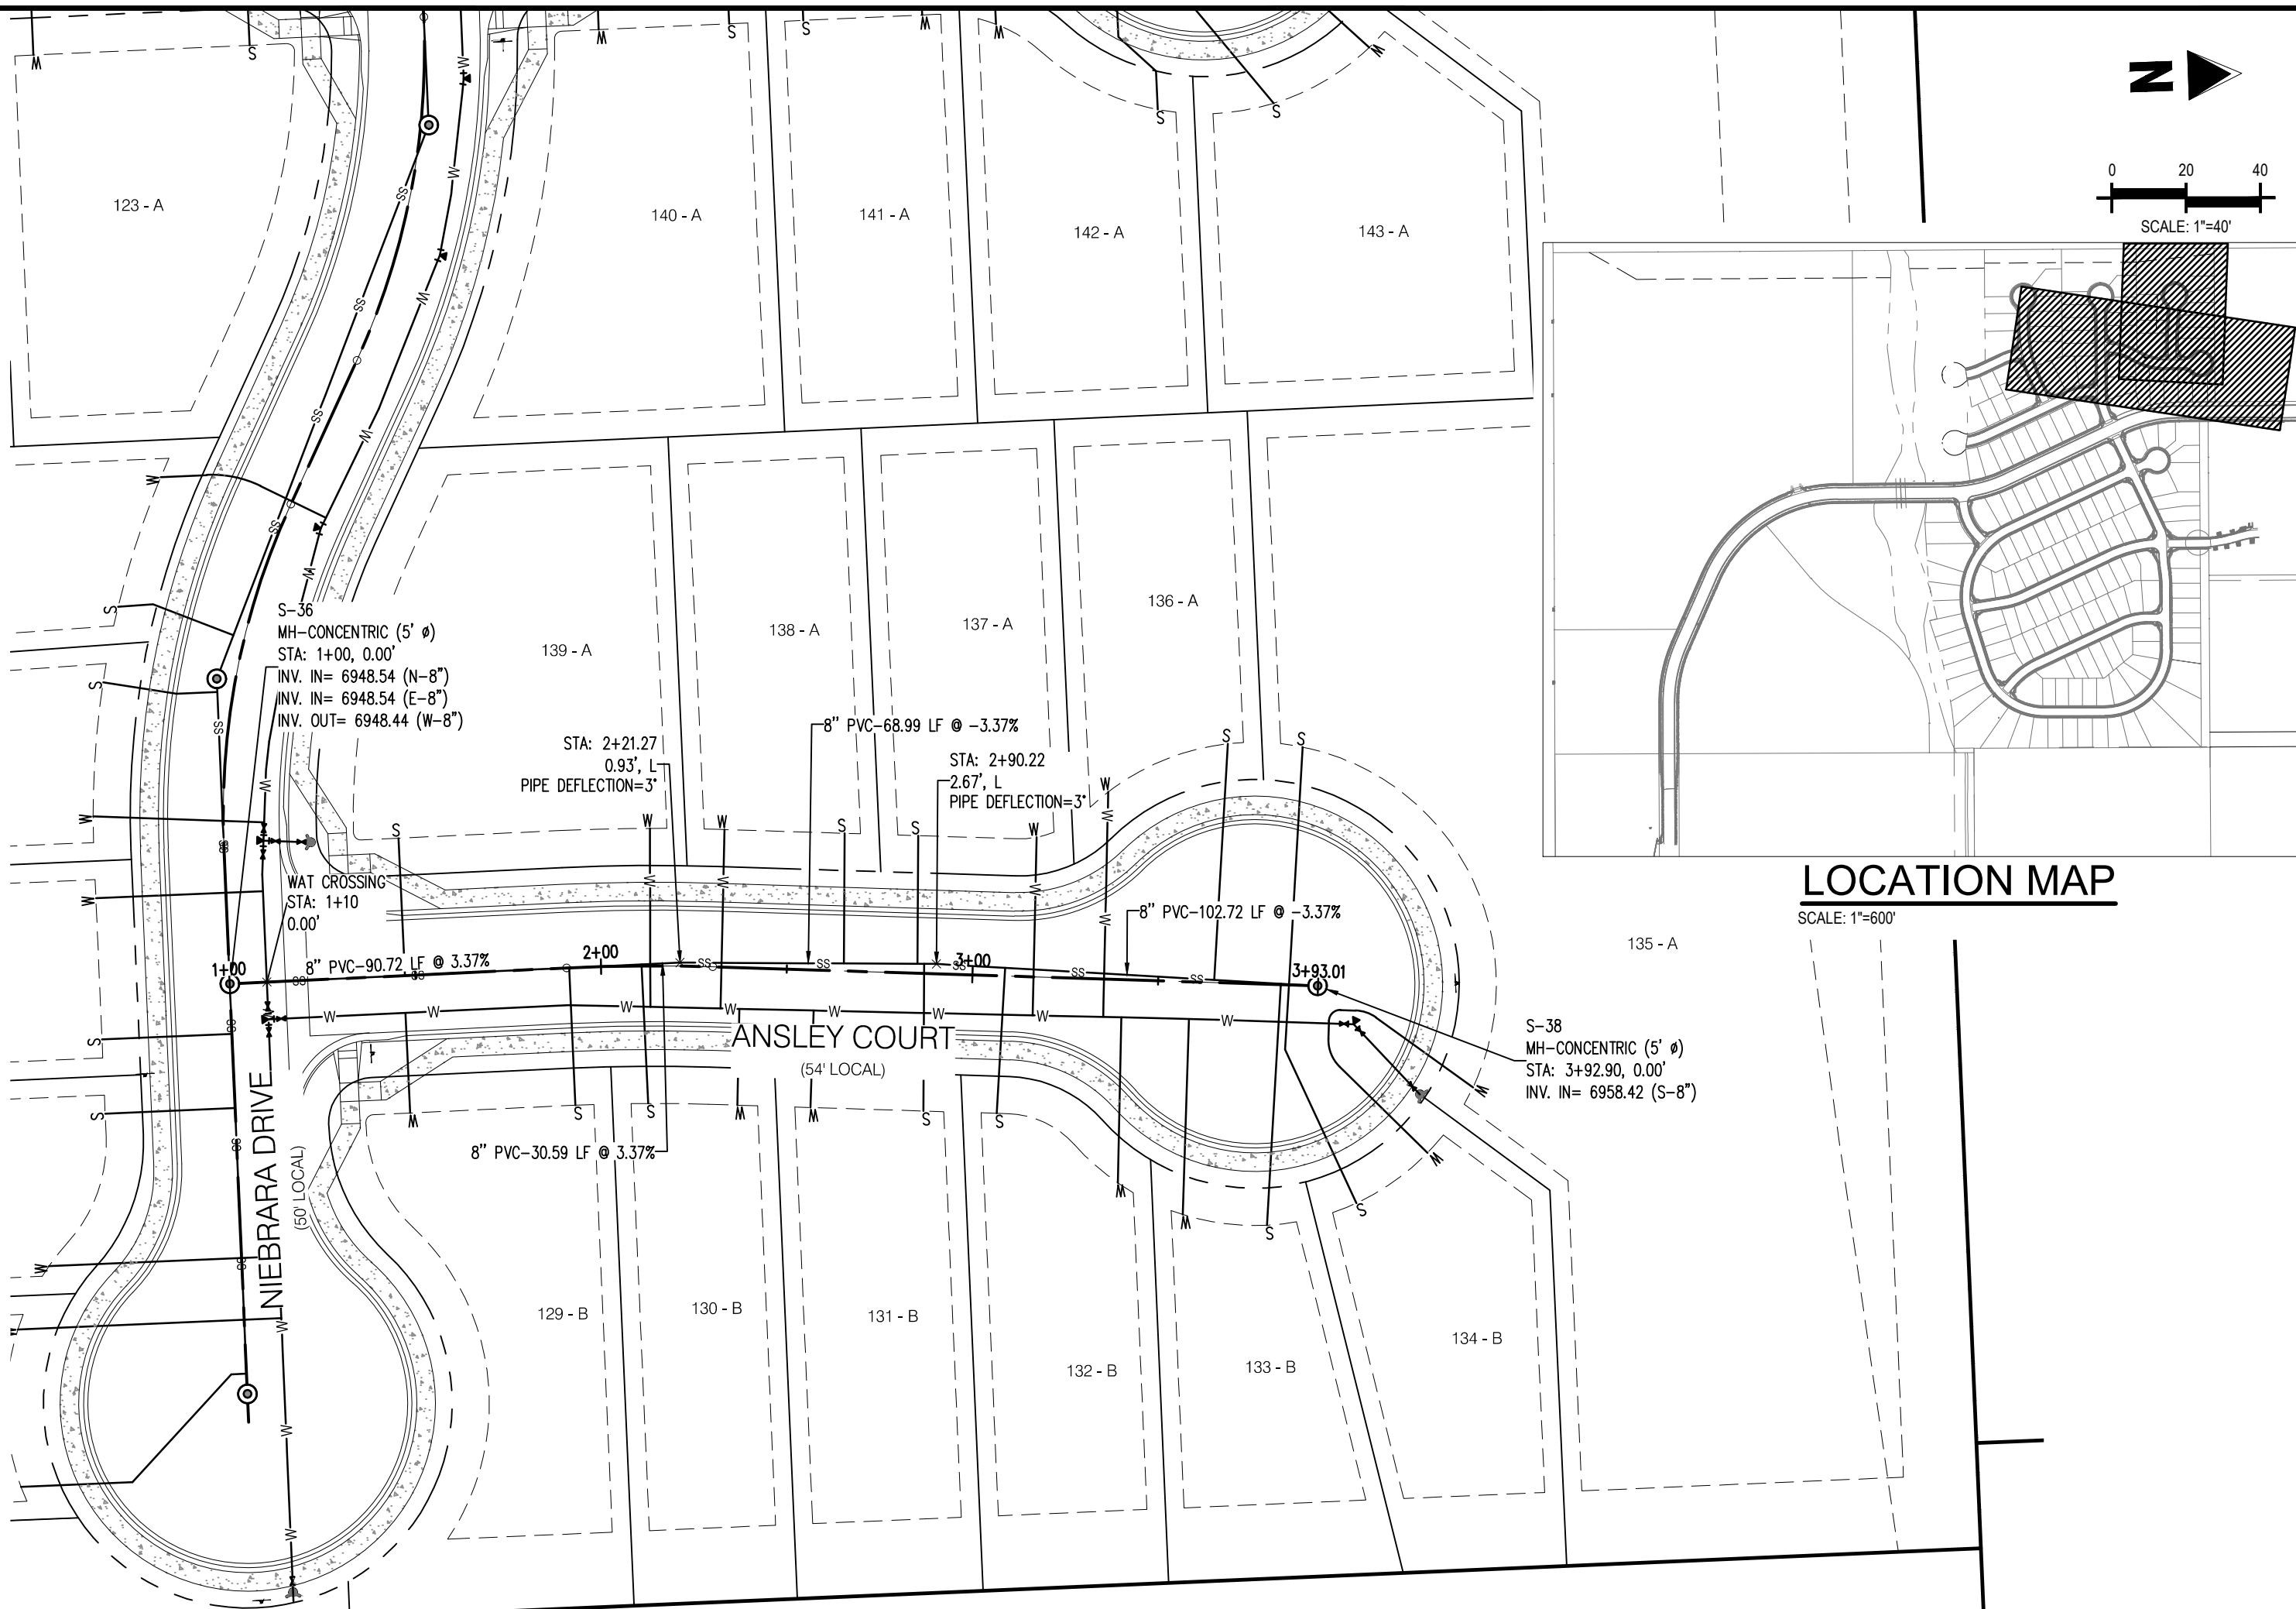 N
0 20 40
SCALE: 1"=40'
123 - A
140 - A
141 - A
142 - A
143 - A
S-36
MH-CONCENTRIC (5' ø)
STA: 1+00, 0.00'
INV. IN= 6948.54 (N-8")
INV. IN= 6948.54 (E-8")
INV. OUT= 6948.44 (W-8")
139 - A
138 - A
137 - A
136 - A
STA: 2+21.27
0.93', L
PIPE DEFLECTION=3°
8" PVC-68.99 LF @ -3.37%
STA: 2+90.22
2.67', L
PIPE DEFLECTION=3°
LOCATION MAP
SCALE: 1"=600'
WAT CROSSING
STA: 1+10
0.00'
8" PVC-102.72 LF @ -3.37%
135 - A
1+00
8" PVC-90.72 LF @ 3.37%
2+00
3+00
3+93.01
ANSLEY COURT
(54' LOCAL)
S-38
MH-CONCENTRIC (5' ø)
STA: 3+92.90, 0.00'
INV. IN= 6958.42 (S-8")
NIEBRARA DRIVE
(50' LOCAL)
8" PVC-30.59 LF @ 3.37%
129 - B
130 - B
131 - B
132 - B
133 - B
134 - B